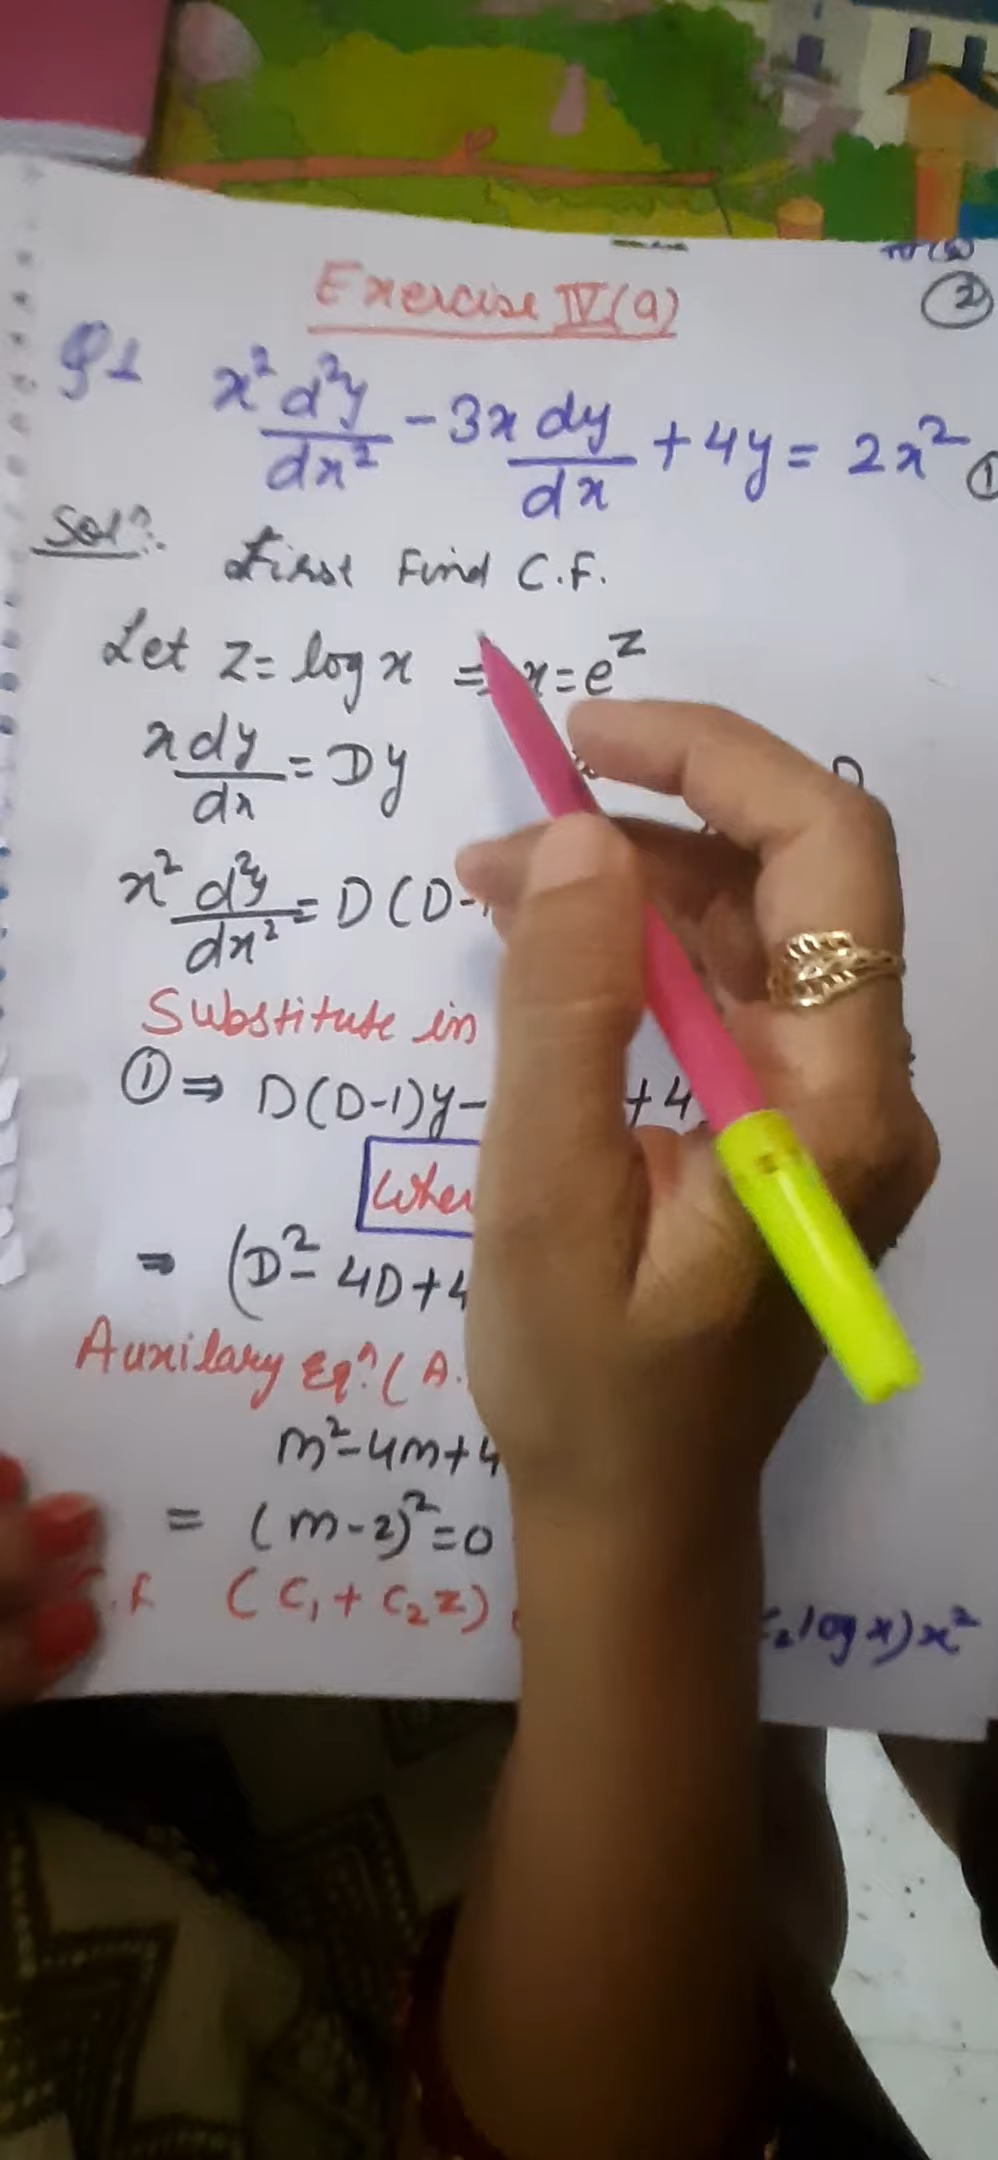 ②
Exercise IV(a)
Q1 x² d²y/dx² - 3x dy/dx + 4y = 2x² ①
Solⁿ. First Find C.F.
Let z = log x = x = e^z
x dy/dx = Dy
x² d²y/dx² = D(D-1
Substitute in
① ⇒ D(D-1)y - + 4
⇒ (D² - 4D + 4
Auxilary Eqⁿ. (A.
m² - 4m + 4
= (m-2)² = 0
(C₁ + C₂z) log x)x²